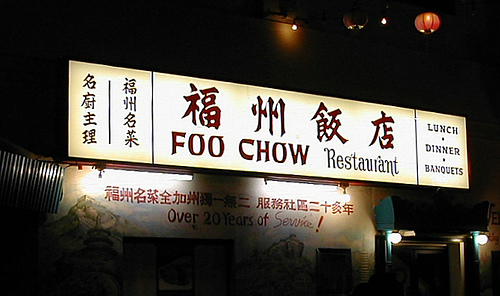 名廚主理
福州名菜
福州飯店
FOO CHOW Restaurant
LUNCH
•
DINNER
•
BANQUETS
福州名菜全加州獨一無二 服務社區二十多年
Over 20 Years of Service!